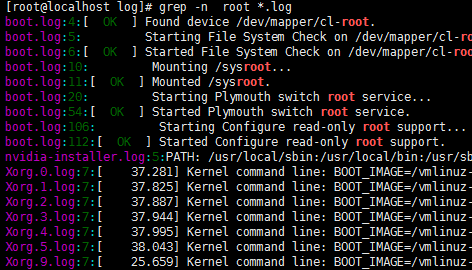 [root@localhost log]# grep -n  root *.log
boot.log:4:[  OK  ] Found device /dev/mapper/cl-root.
boot.log:5:         Starting File System Check on /dev/mapper/cl-ro
boot.log:6:[  OK  ] Started File System Check on /dev/mapper/cl-roo
boot.log:10:         Mounting /sysroot...
boot.log:11:[  OK  ] Mounted /sysroot.
boot.log:20:         Starting Plymouth switch root service...
boot.log:54:[  OK  ] Started Plymouth switch root service.
boot.log:106:         Starting Configure read-only root support...
boot.log:112:[  OK  ] Started Configure read-only root support.
nvidia-installer.log:5:PATH: /usr/local/sbin:/usr/local/bin:/usr/sb
Xorg.0.log:7:[    37.281] Kernel command line: BOOT_IMAGE=/vmlinuz-
Xorg.1.log:7:[    37.825] Kernel command line: BOOT_IMAGE=/vmlinuz-
Xorg.2.log:7:[    37.887] Kernel command line: BOOT_IMAGE=/vmlinuz-
Xorg.3.log:7:[    37.944] Kernel command line: BOOT_IMAGE=/vmlinuz-
Xorg.4.log:7:[    37.995] Kernel command line: BOOT_IMAGE=/vmlinuz-
Xorg.5.log:7:[    38.043] Kernel command line: BOOT_IMAGE=/vmlinuz-
Xorg.9.log:7:[    25.659] Kernel command line: BOOT_IMAGE=/vmlinuz-